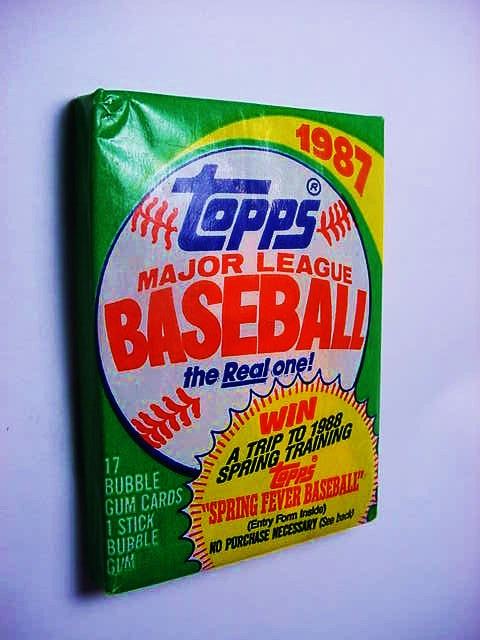 1987
Topps®
MAJOR LEAGUE
BASEBALL
the Real one!
WIN
A TRIP TO 1988
SPRING TRAINING
Topps®
"SPRING FEVER BASEBALL"
(Entry Form Inside)
NO PURCHASE NECESSARY (See back)
17
BUBBLE
GUM CARDS
1 STICK
BUBBLE
GUM